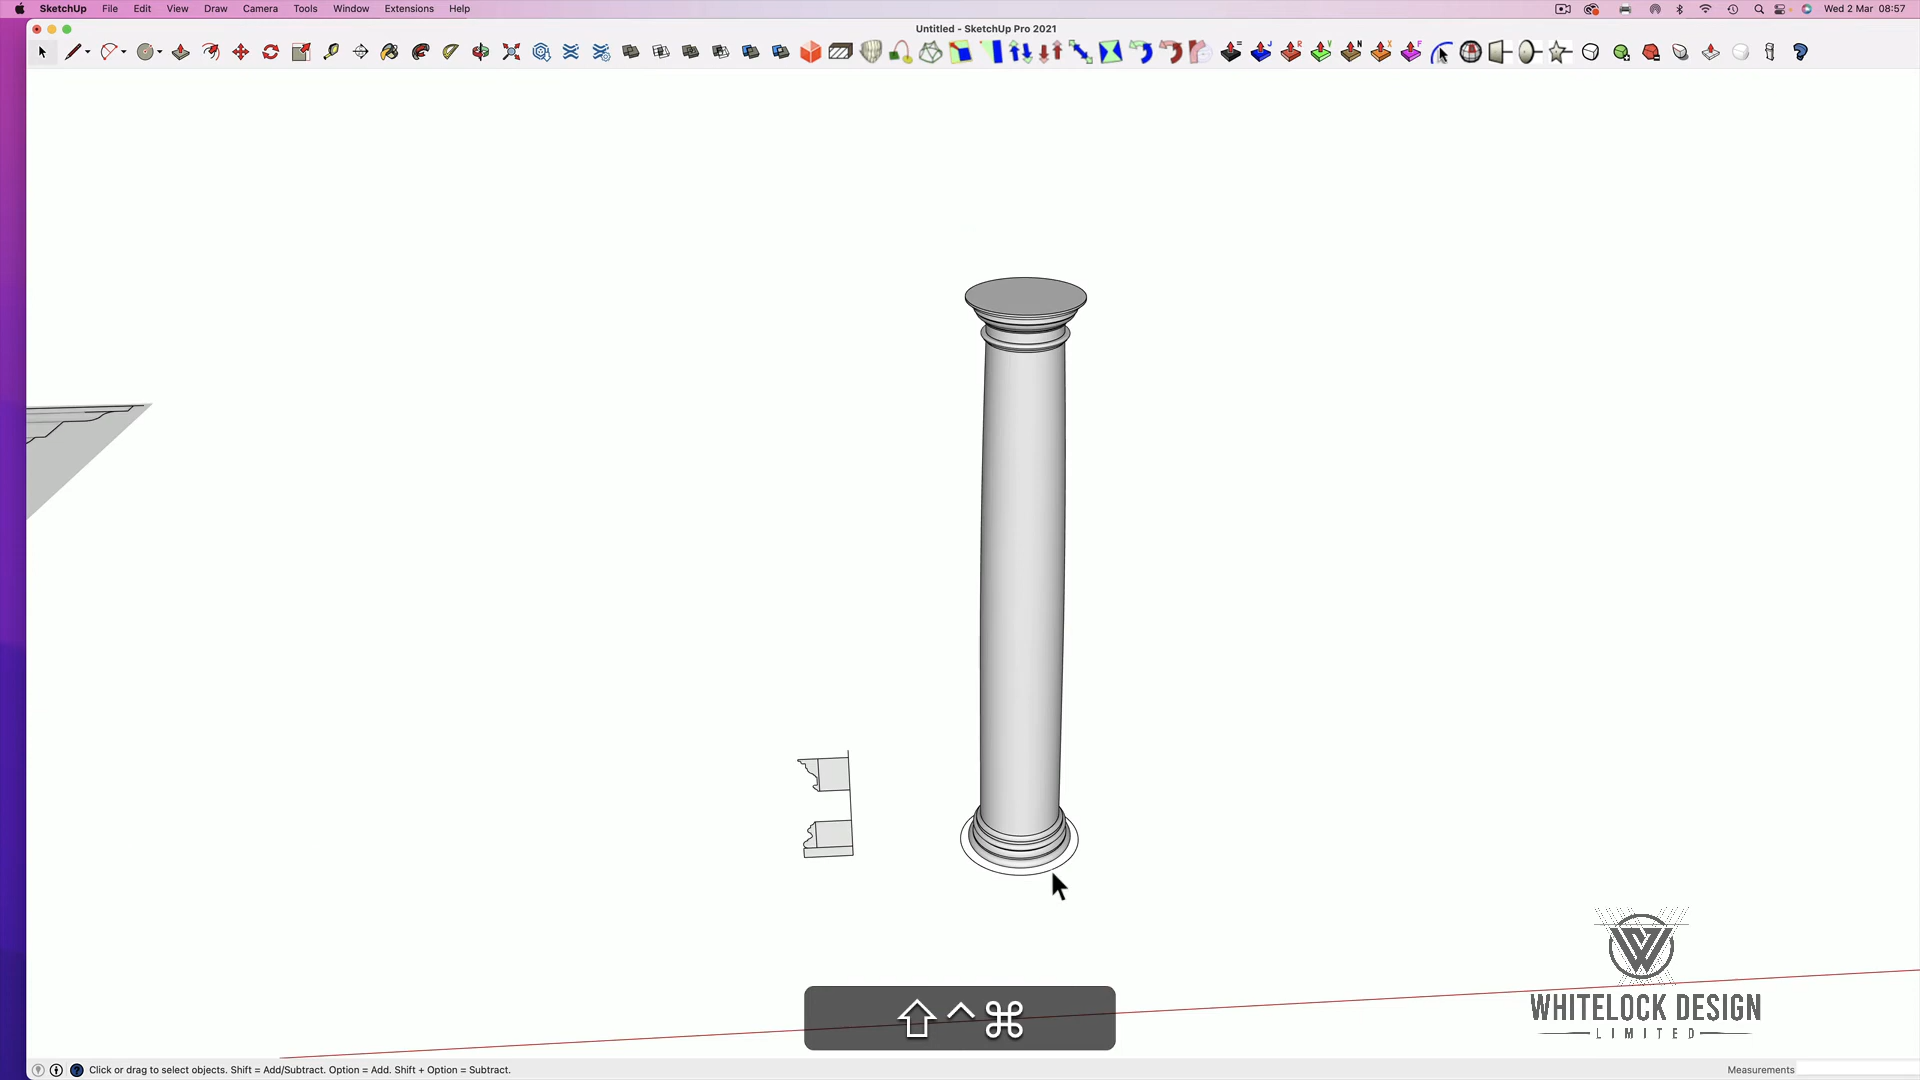 SketchUp File Edit View Draw Camera Tools Window Extensions Help Wed 2 Mar 08:57
Untitled - SketchUp Pro 2021
⇧^⌘
WHITELOCK DESIGN
LIMITED
Click or drag to select objects. Shift = Add/Subtract. Option = Add. Shift + Option = Subtract. Measurements